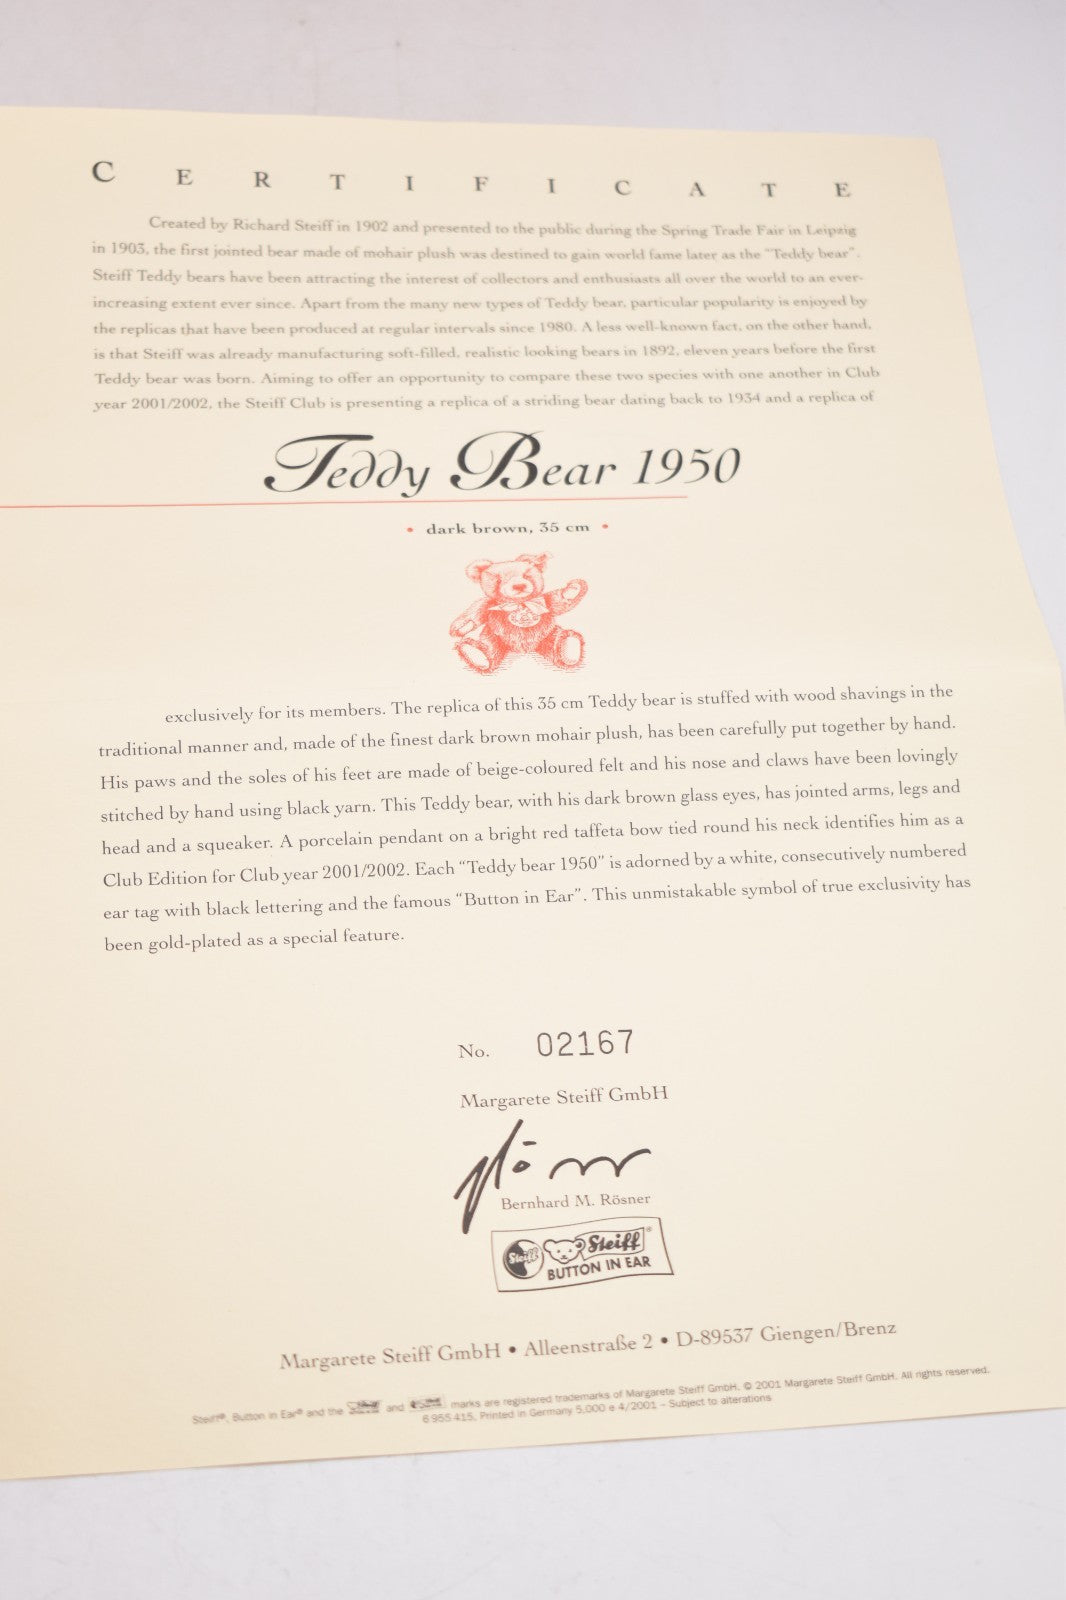 CERTIFICATE
Created by Richard Steiff in 1902 and presented to the public during the Spring Trade Fair in Leipzig
in 1903, the first jointed bear made of mohair plush was destined to gain world fame later as the "Teddy bear".
Steiff Teddy bears have been attracting the interest of collectors and enthusiasts all over the world to an ever-
increasing extent ever since. Apart from the many new types of Teddy bear, particular popularity is enjoyed by
the replicas that have been produced at regular intervals since 1980. A less well-known fact, on the other hand,
is that Steiff was already manufacturing soft-filled, realistic looking bears in 1892, eleven years before the first
Teddy bear was born. Aiming to offer an opportunity to compare these two species with one another in Club
year 2001/2002, the Steiff Club is presenting a replica of a striding bear dating back to 1934 and a replica of
Teddy Bear 1950
• dark brown, 35 cm •
exclusively for its members. The replica of this 35 cm Teddy bear is stuffed with wood shavings in the
traditional manner and, made of the finest dark brown mohair plush, has been carefully put together by hand.
His paws and the soles of his feet are made of beige-coloured felt and his nose and claws have been lovingly
stitched by hand using black yarn. This Teddy bear, with his dark brown glass eyes, has jointed arms, legs and
head and a squeaker. A porcelain pendant on a bright red taffeta bow tied round his neck identifies him as a
Club Edition for Club year 2001/2002. Each "Teddy bear 1950" is adorned by a white, consecutively numbered
ear tag with black lettering and the famous "Button in Ear". This unmistakable symbol of true exclusivity has
been gold-plated as a special feature.
No. 02167
Margarete Steiff GmbH
Bernhard M. Rösner
Steiff Steiff®
BUTTON IN EAR
Margarete Steiff GmbH • Alleenstraße 2 • D-89537 Giengen/Brenz
Steiff®, Button in Ear® and the and marks are registered trademarks of Margarete Steiff GmbH. © 2001 Margarete Steiff GmbH. All rights reserved.
6 955 415. Printed in Germany 5.000 e 4/2001 – Subject to alterations